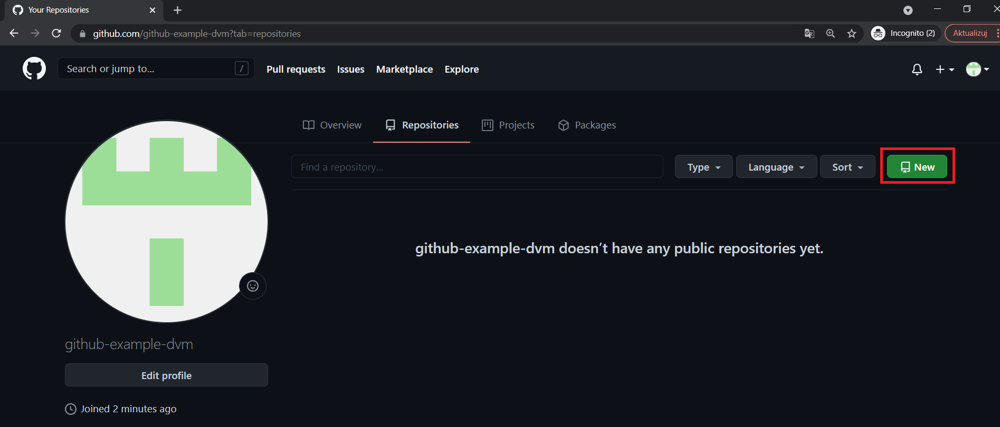 Your Repositories
github.com/github-example-dvm?tab=repositories
Incognito (2)
Aktualizuj
Search or jump to...
/
Pull requests
Issues
Marketplace
Explore
Overview
Repositories
Projects
Packages
Find a repository...
Type
Language
Sort
New
github-example-dvm doesn’t have any public repositories yet.
github-example-dvm
Edit profile
Joined 2 minutes ago